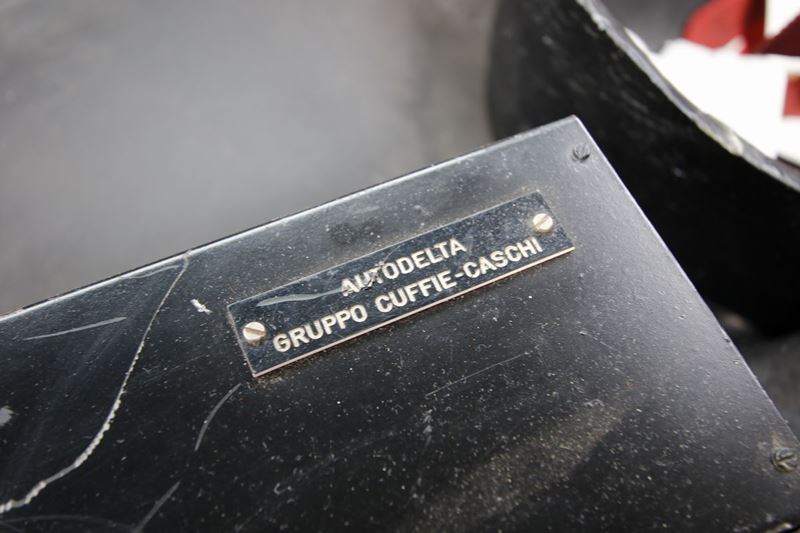 AUTODELTA
GRUPPO CUFFIE-CASCHI